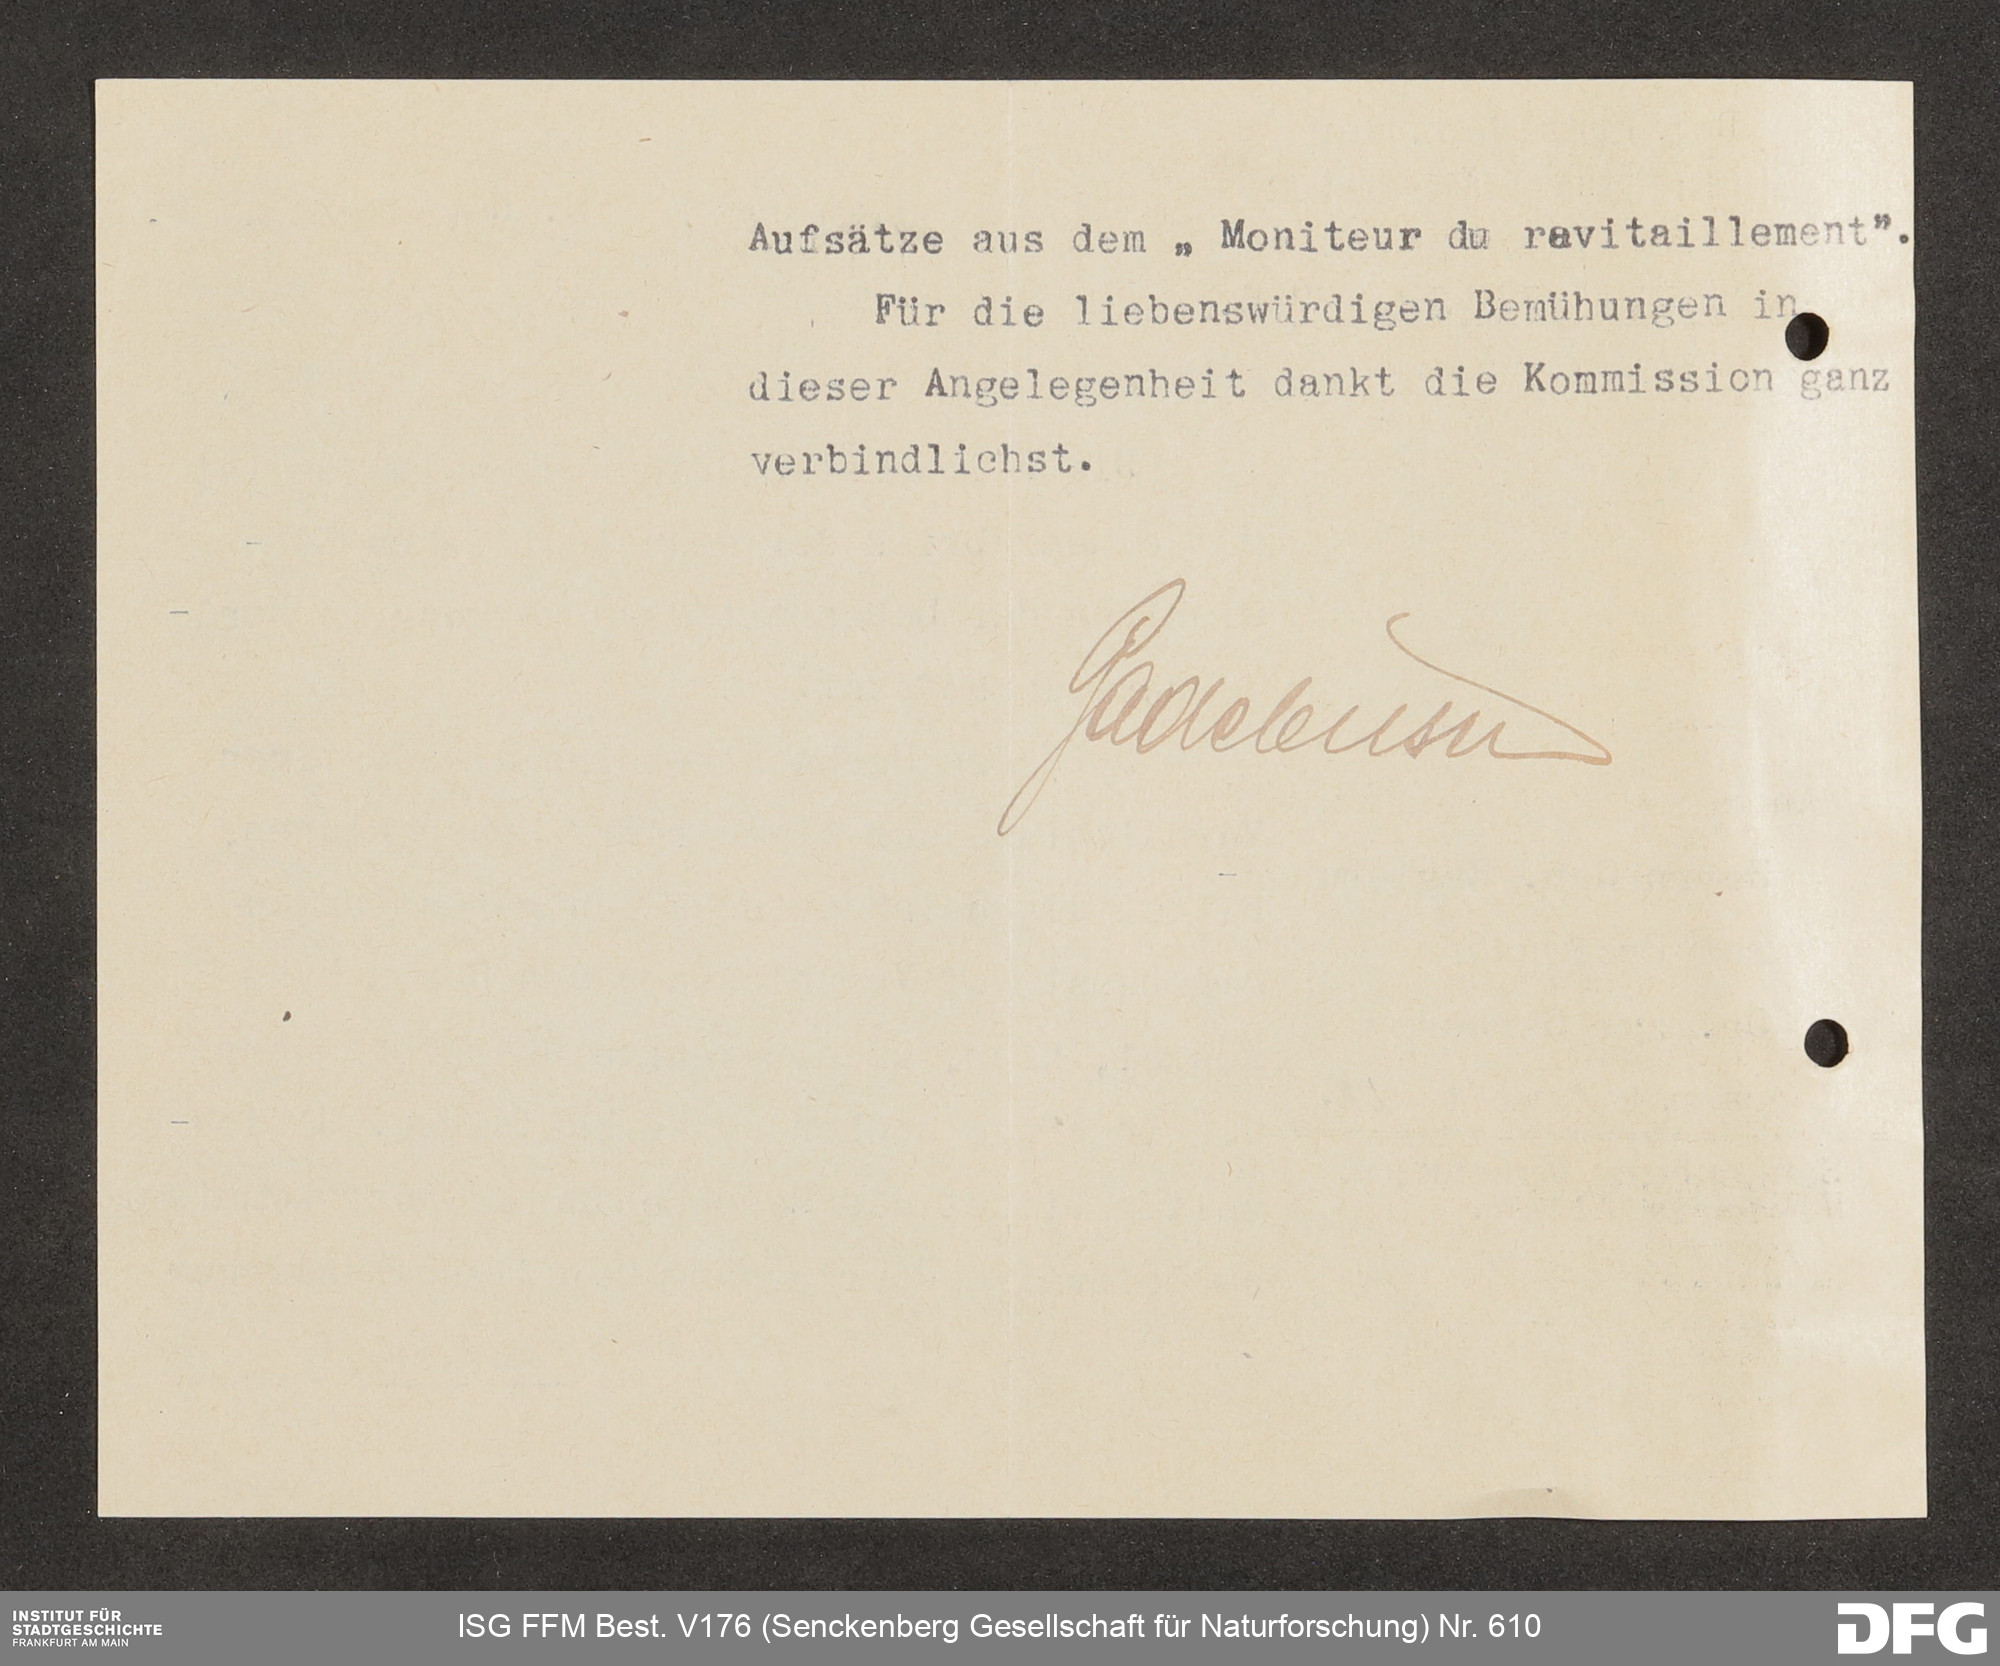 Aufsätze aus dem „ Moniteur du ravitaillement”.
Für die liebenswürdigen Bemühungen in
dieser Angelegenheit dankt die Kommission ganz
verbindlichst.
INSTITUT FÜR
STADTGESCHICHTE
FRANKFURT AM MAIN
ISG FFM Best. V176 (Senckenberg Gesellschaft für Naturforschung) Nr. 610
DFG